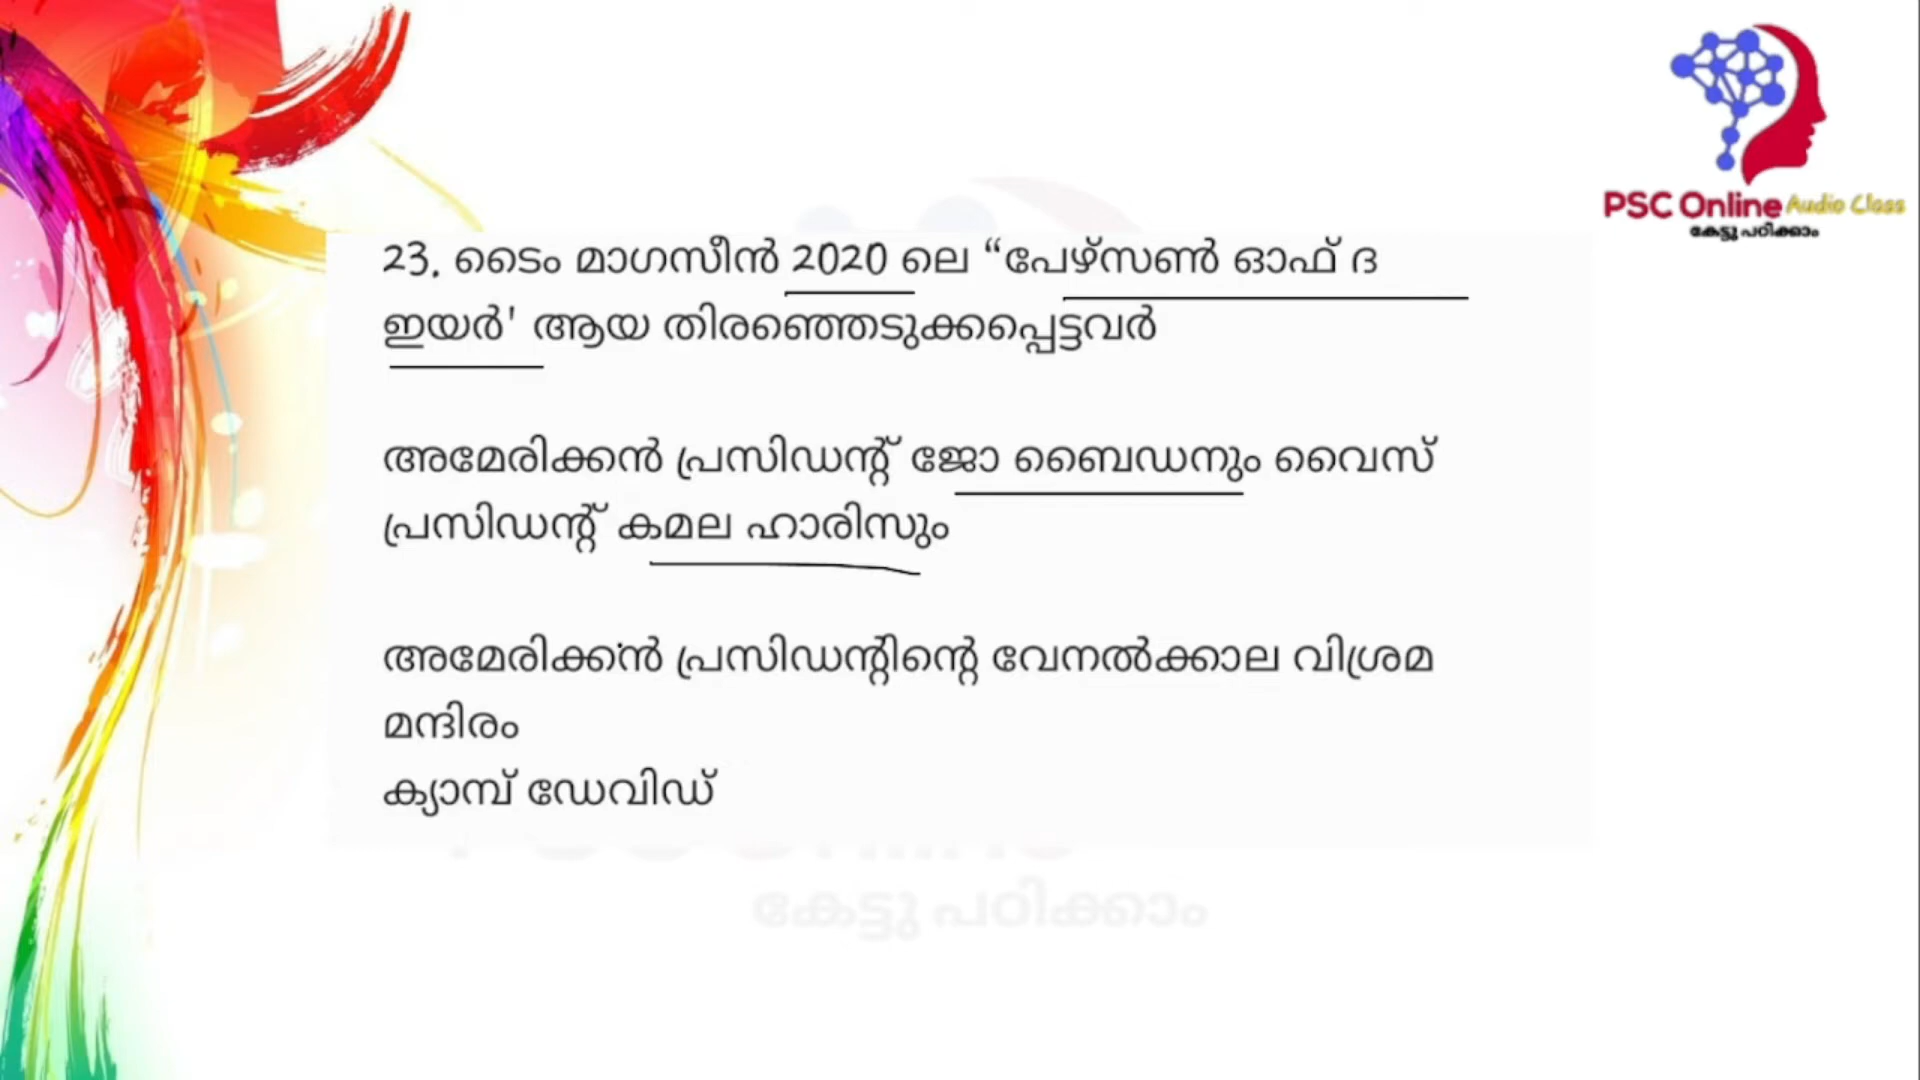 PSC Online Audio Class
കേട്ടു പഠിക്കാം
23. ടൈം മാഗസീൻ 2020 ലെ “പേഴ്സൺ ഓഫ് ദ
ഇയർ' ആയ തിരഞ്ഞെടുക്കപ്പെട്ടവർ
അമേരിക്കൻ പ്രസിഡന്റ് ജോ ബൈഡനും വൈസ്
പ്രസിഡന്റ് കമല ഹാരിസും
അമേരിക്കൻ പ്രസിഡന്റിന്റെ വേനൽക്കാല വിശ്രമ
മന്ദിരം
ക്യാമ്പ് ഡേവിഡ്
കേട്ടു പഠിക്കാം